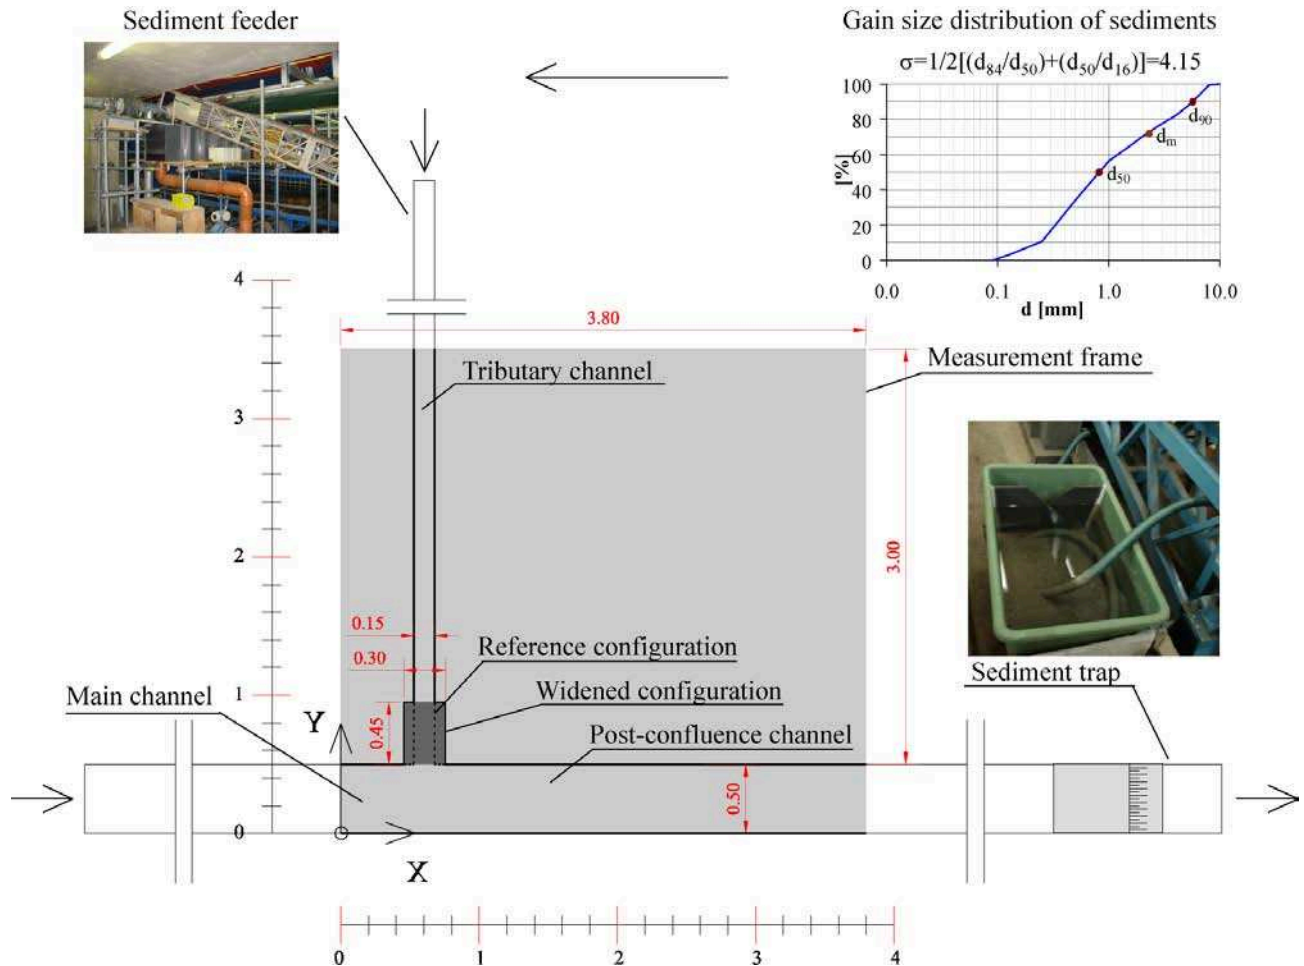 Sediment feeder
Gain size distribution of sediments
σ=1/2[(d84/d50)+(d50/d16)]=4.15
100
80
60
40
20
0
[%]
d90
dm
d50
0.0
0.1
1.0
10.0
d [mm]
4
3
2
1
0
3.80
Measurement frame
Tributary channel
3.00
0.15
0.30
Reference configuration
Widened configuration
Sediment trap
Main channel
Y
0.45
Post-confluence channel
0.50
X
0
1
2
3
4